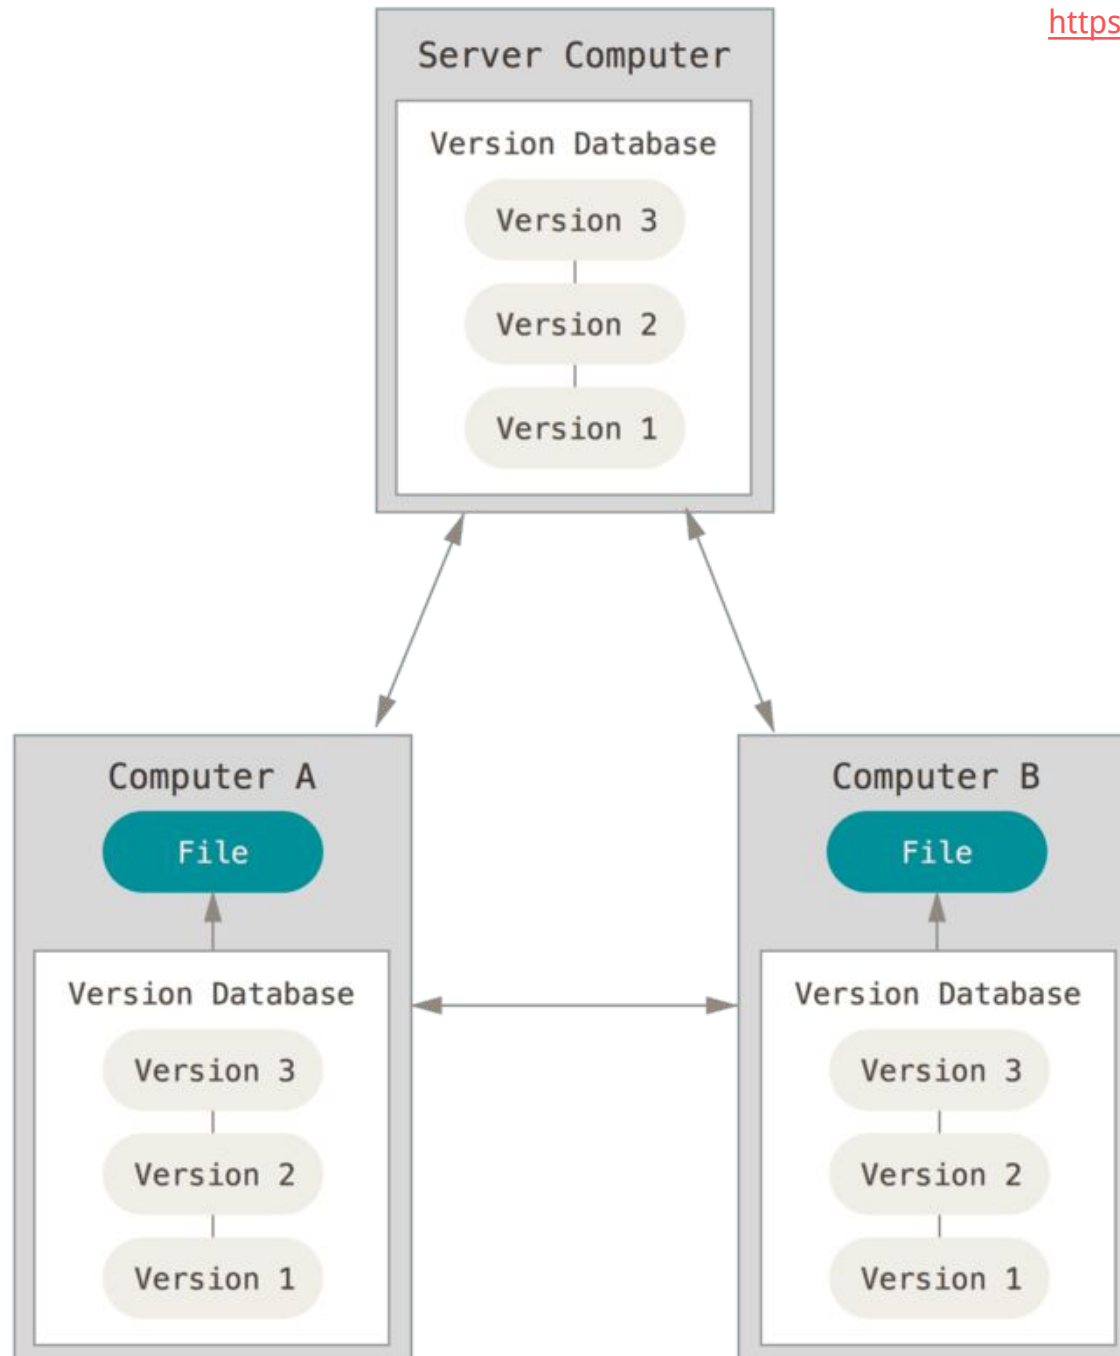 https
Server Computer
Version Database
Version 3
Version 2
Version 1
Computer A
File
Version Database
Version 3
Version 2
Version 1
Computer B
File
Version Database
Version 3
Version 2
Version 1